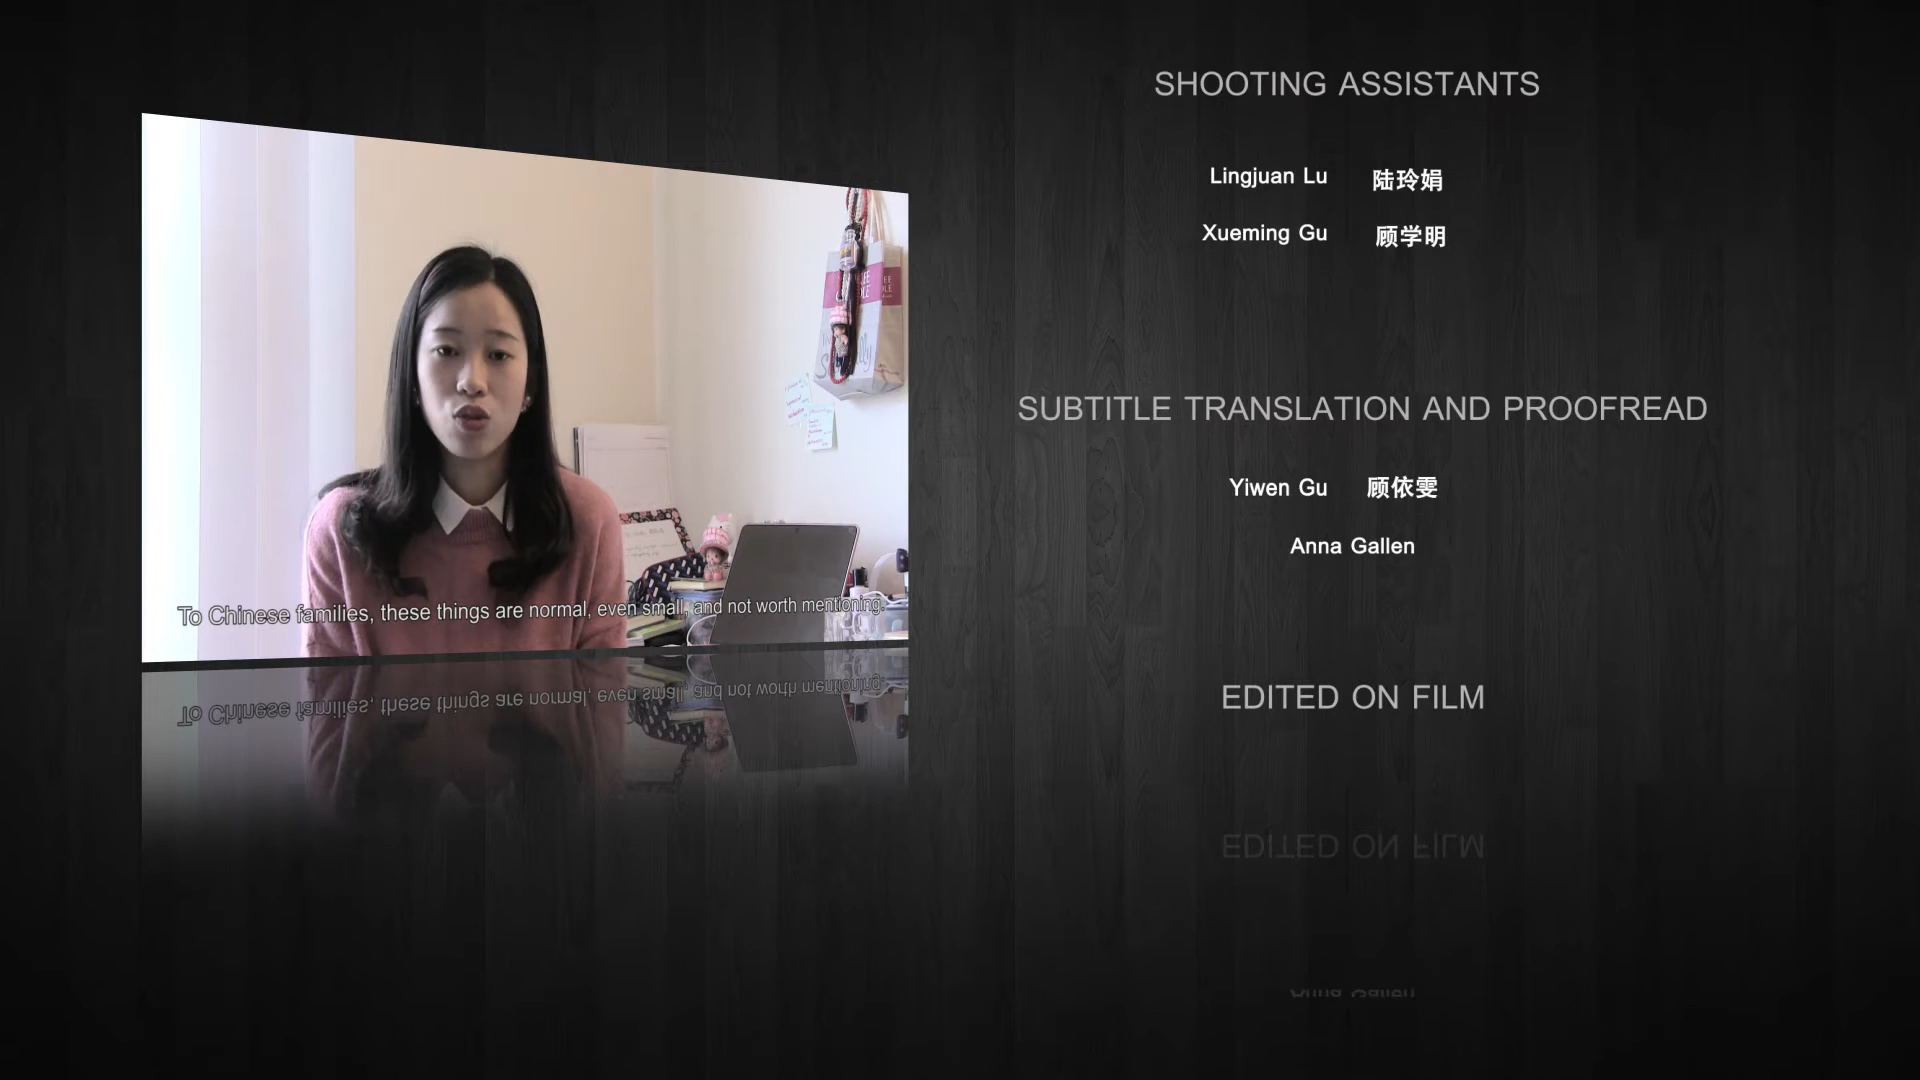 SHOOTING ASSISTANTS
Lingjuan Lu 陆玲娟
Xueming Gu 顾学明
SUBTITLE TRANSLATION AND PROOFREAD
Yiwen Gu 顾依雯
Anna Gallen
EDITED ON FILM
To Chinese families, these things are normal, even small, and not worth mentioning.